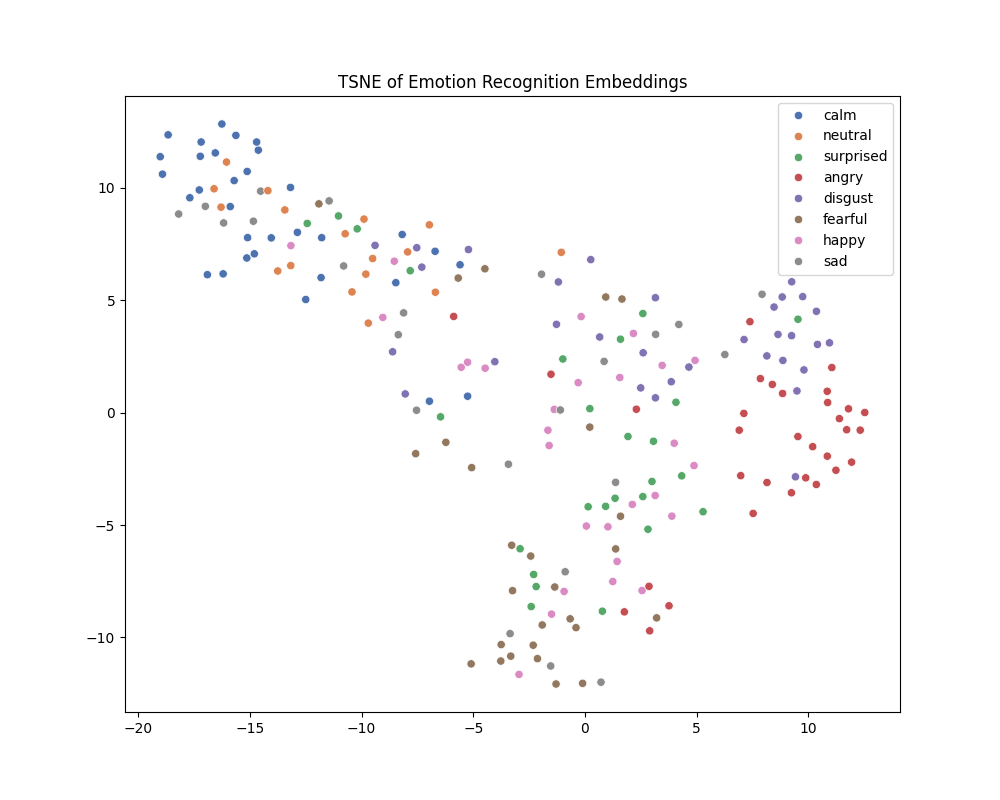 TSNE of Emotion Recognition Embeddings
calm
neutral
surprised
angry
disgust
fearful
happy
sad
10
5
0
−5
−10
−20
−15
−10
−5
0
5
10